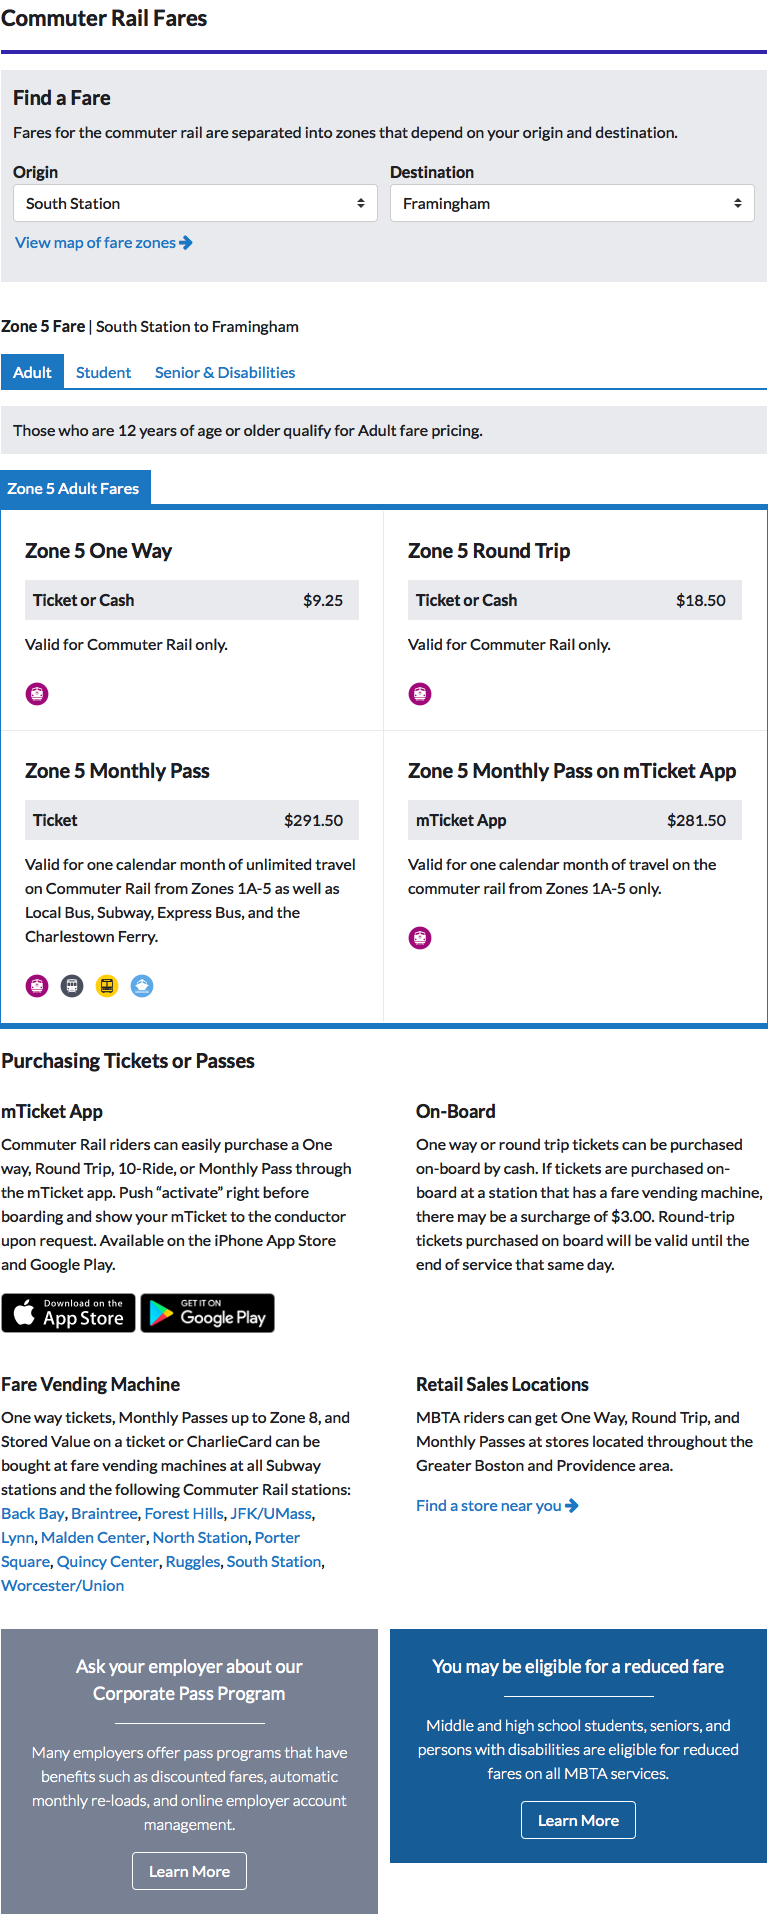 Commuter Rail Fares
Find a Fare
Fares for the commuter rail are separated into zones that depend on your origin and destination.
Origin
South Station
View map of fare zones
Destination
Framingham
Zone 5 Fare | South Station to Framingham
Adult Student Senior & Disabilities
Those who are 12 years of age or older qualify for Adult fare pricing.
Zone 5 Adult Fares
Zone 5 One Way
Ticket or Cash $9.25
Valid for Commuter Rail only.
Zone 5 Round Trip
Ticket or Cash $18.50
Valid for Commuter Rail only.
Zone 5 Monthly Pass
Ticket $291.50
Valid for one calendar month of unlimited travel
on Commuter Rail from Zones 1A-5 as well as
Local Bus, Subway, Express Bus, and the
Charlestown Ferry.
Zone 5 Monthly Pass on mTicket App
mTicket App $281.50
Valid for one calendar month of travel on the
commuter rail from Zones 1A-5 only.
Purchasing Tickets or Passes
mTicket App
Commuter Rail riders can easily purchase a One
way, Round Trip, 10-Ride, or Monthly Pass through
the mTicket app. Push “activate” right before
boarding and show your mTicket to the conductor
upon request. Available on the iPhone App Store
and Google Play.
Download on the
App Store
GET IT ON
Google Play
On-Board
One way or round trip tickets can be purchased
on-board by cash. If tickets are purchased on-
board at a station that has a fare vending machine,
there may be a surcharge of $3.00. Round-trip
tickets purchased on board will be valid until the
end of service that same day.
Fare Vending Machine
One way tickets, Monthly Passes up to Zone 8, and
Stored Value on a ticket or CharlieCard can be
bought at fare vending machines at all Subway
stations and the following Commuter Rail stations:
Back Bay, Braintree, Forest Hills, JFK/UMass,
Lynn, Malden Center, North Station, Porter
Square, Quincy Center, Ruggles, South Station,
Worcester/Union
Retail Sales Locations
MBTA riders can get One Way, Round Trip, and
Monthly Passes at stores located throughout the
Greater Boston and Providence area.
Find a store near you
Ask your employer about our
Corporate Pass Program
Many employers offer pass programs that have
benefits such as discounted fares, automatic
monthly re-loads, and online employer account
management.
Learn More
You may be eligible for a reduced fare
Middle and high school students, seniors, and
persons with disabilities are eligible for reduced
fares on all MBTA services.
Learn More